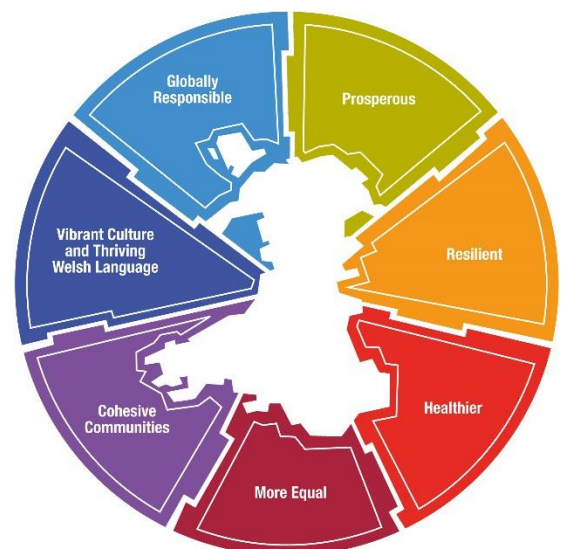 Globally
Responsible
Prosperous
Vibrant Culture
and Thriving
Welsh Language
Resilient
Cohesive
Communities
Healthier
More Equal